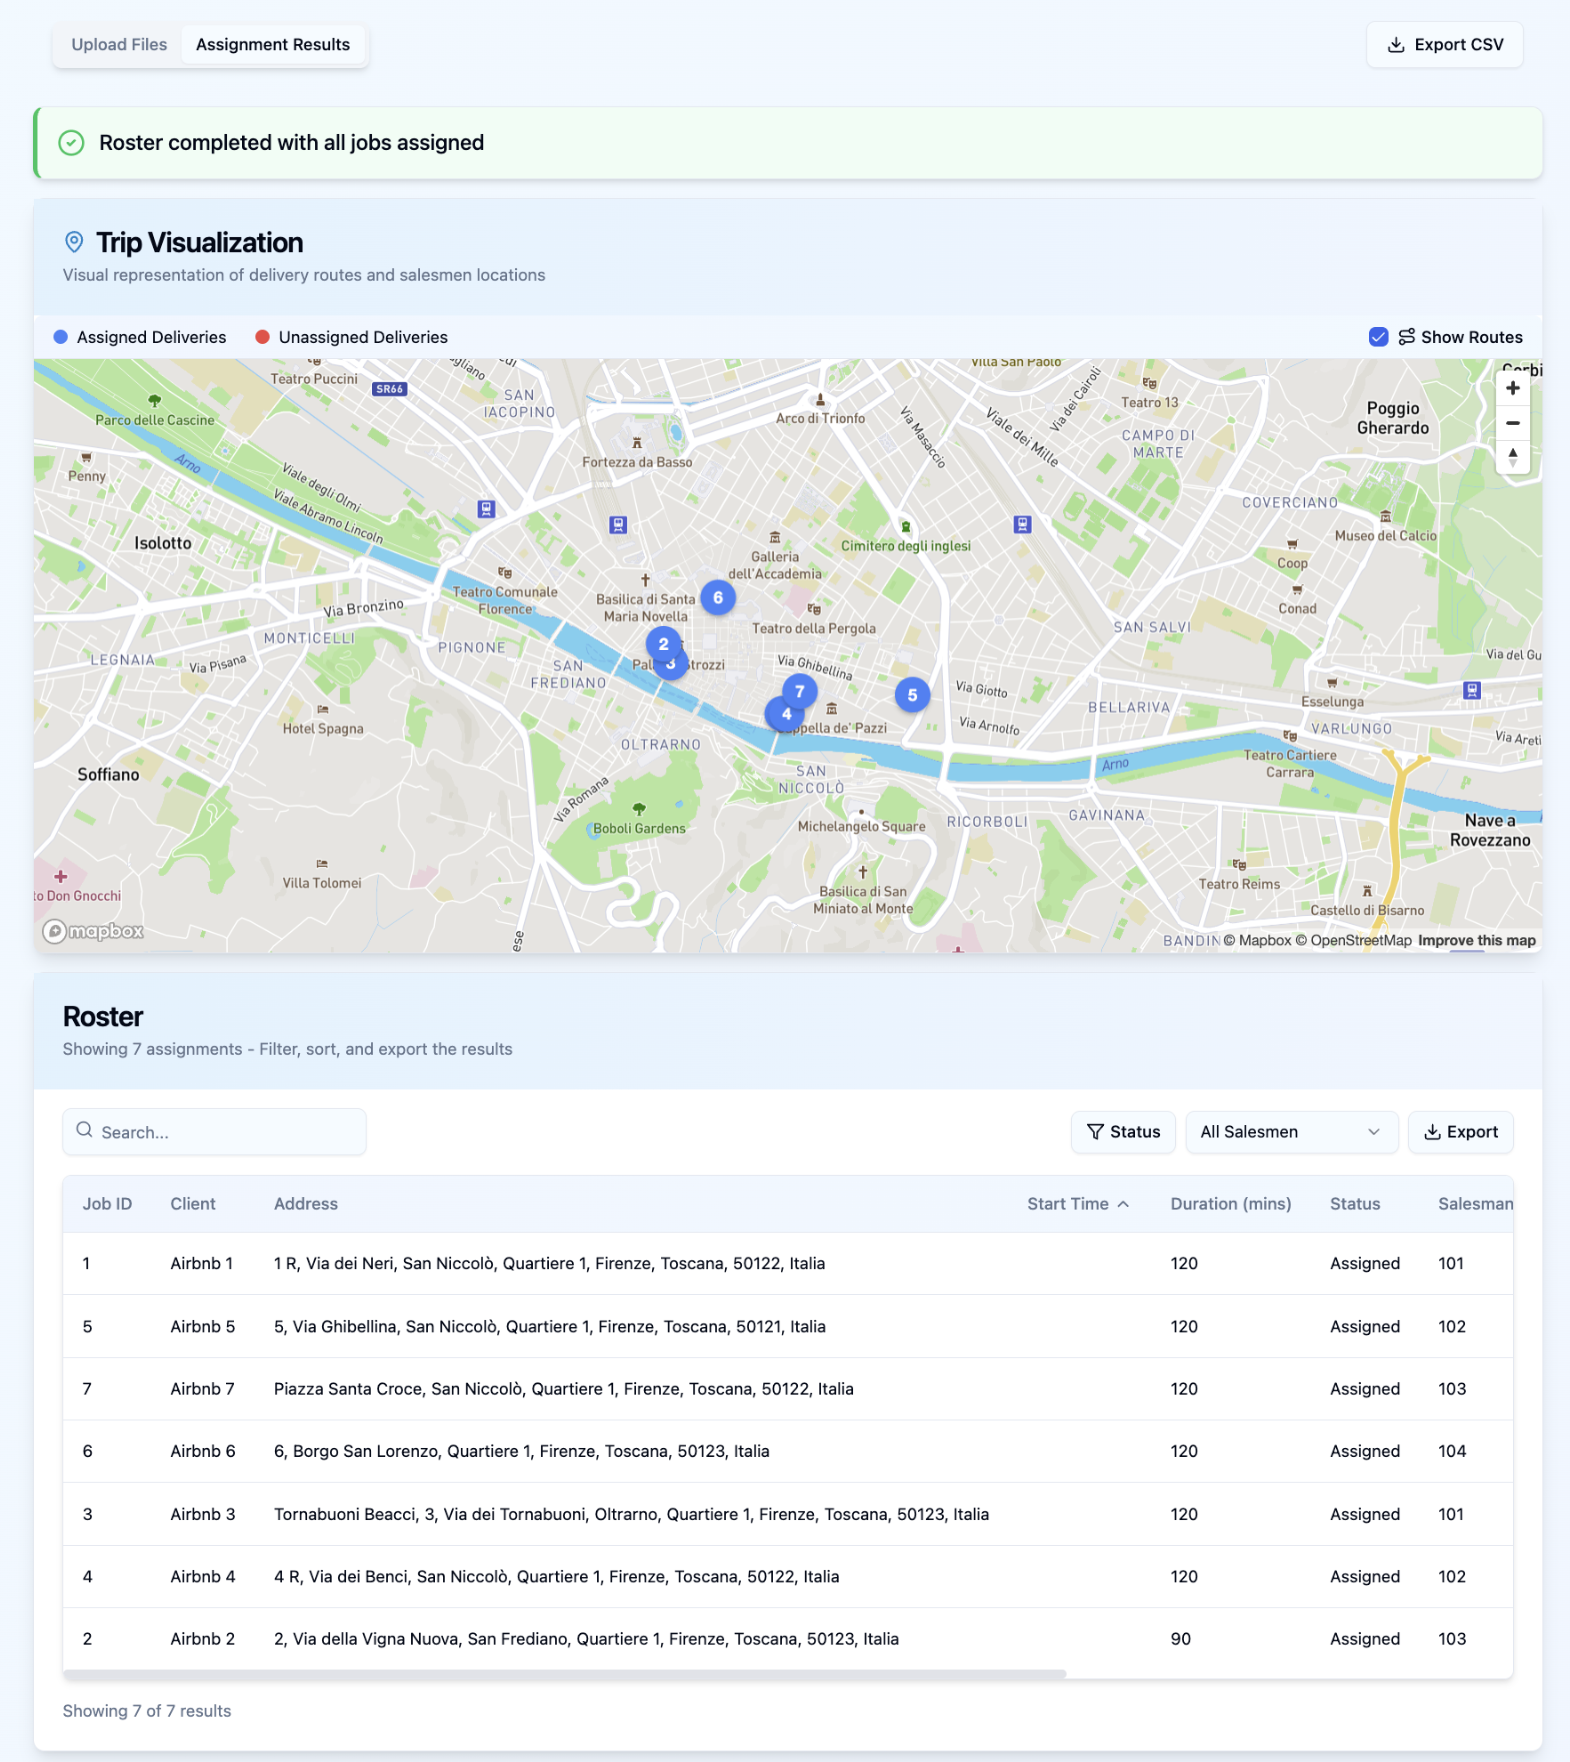 Upload Files
Assignment Results
Export CSV
Roster completed with all jobs assigned
Trip Visualization
Visual representation of delivery routes and salesmen locations
Assigned Deliveries
Unassigned Deliveries
Show Routes
Teatro Puccini
SR66
SAN
IACOPINO
Villa San Paolo
Arco di Trionfo
Via Masaccio
Viale dei Mille
Via dei Cairoli
Teatro 13
CAMPO DI
MARTE
Poggio
Gherardo
Parco delle Cascine
Arno
Penny
Viale degli Olmi
Viale Abramo Lincoln
Isolotto
Fortezza da Basso
COVERCIANO
Museo del Calcio
Coop
Conad
Cimitero degli inglesi
Galleria
dell'Accademia
Teatro Comunale
Florence
Basilica di Santa
Maria Novella
6
Teatro della Pergola
SAN SALVI
Via Bronzino
MONTICELLI
PIGNONE
LEGNAIA
Via Pisana
SAN
FREDIANO
2
3
Via Ghibellina
7
4
5
Via Giotto
Via Arnolfo
BELLARIVA
Via del Gu
Esselunga
VARLUNGO
Via Areti
Hotel Spagna
OLTRARNO
Soffiano
SAN
NICCOLÒ
Arno
Teatro Cartiere
Carrara
Via Romana
Boboli Gardens
Michelangelo Square
RICORBOLI
GAVINANA
Nave a
Rovezzano
Villa Tolomei
Basilica di San
Miniato al Monte
Teatro Reims
Castello di Bisarno
to Don Gnocchi
mapbox
ese
BANDIN
© Mapbox © OpenStreetMap Improve this map
Roster
Showing 7 assignments - Filter, sort, and export the results
Search...
Status
All Salesmen
Export
Job ID Client Address Start Time Duration (mins) Status Salesman
1 Airbnb 1 1 R, Via dei Neri, San Niccolò, Quartiere 1, Firenze, Toscana, 50122, Italia 120 Assigned 101
5 Airbnb 5 5, Via Ghibellina, San Niccolò, Quartiere 1, Firenze, Toscana, 50121, Italia 120 Assigned 102
7 Airbnb 7 Piazza Santa Croce, San Niccolò, Quartiere 1, Firenze, Toscana, 50122, Italia 120 Assigned 103
6 Airbnb 6 6, Borgo San Lorenzo, Quartiere 1, Firenze, Toscana, 50123, Italia 120 Assigned 104
3 Airbnb 3 Tornabuoni Beacci, 3, Via dei Tornabuoni, Oltrarno, Quartiere 1, Firenze, Toscana, 50123, Italia 120 Assigned 101
4 Airbnb 4 4 R, Via dei Benci, San Niccolò, Quartiere 1, Firenze, Toscana, 50122, Italia 120 Assigned 102
2 Airbnb 2 2, Via della Vigna Nuova, San Frediano, Quartiere 1, Firenze, Toscana, 50123, Italia 90 Assigned 103
Showing 7 of 7 results